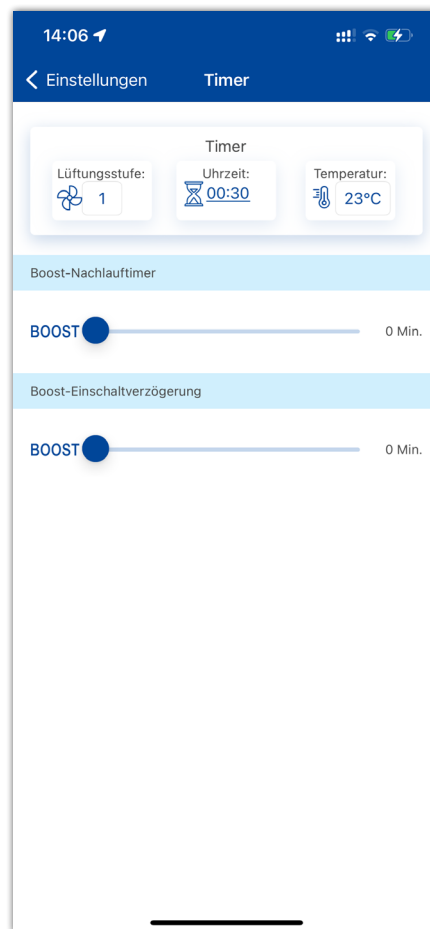 14:06
Einstellungen Timer
Timer
Lüftungsstufe: Uhrzeit: Temperatur:
1 00:30 23°C
Boost-Nachlauftimer
BOOST 0 Min.
Boost-Einschaltverzögerung
BOOST 0 Min.